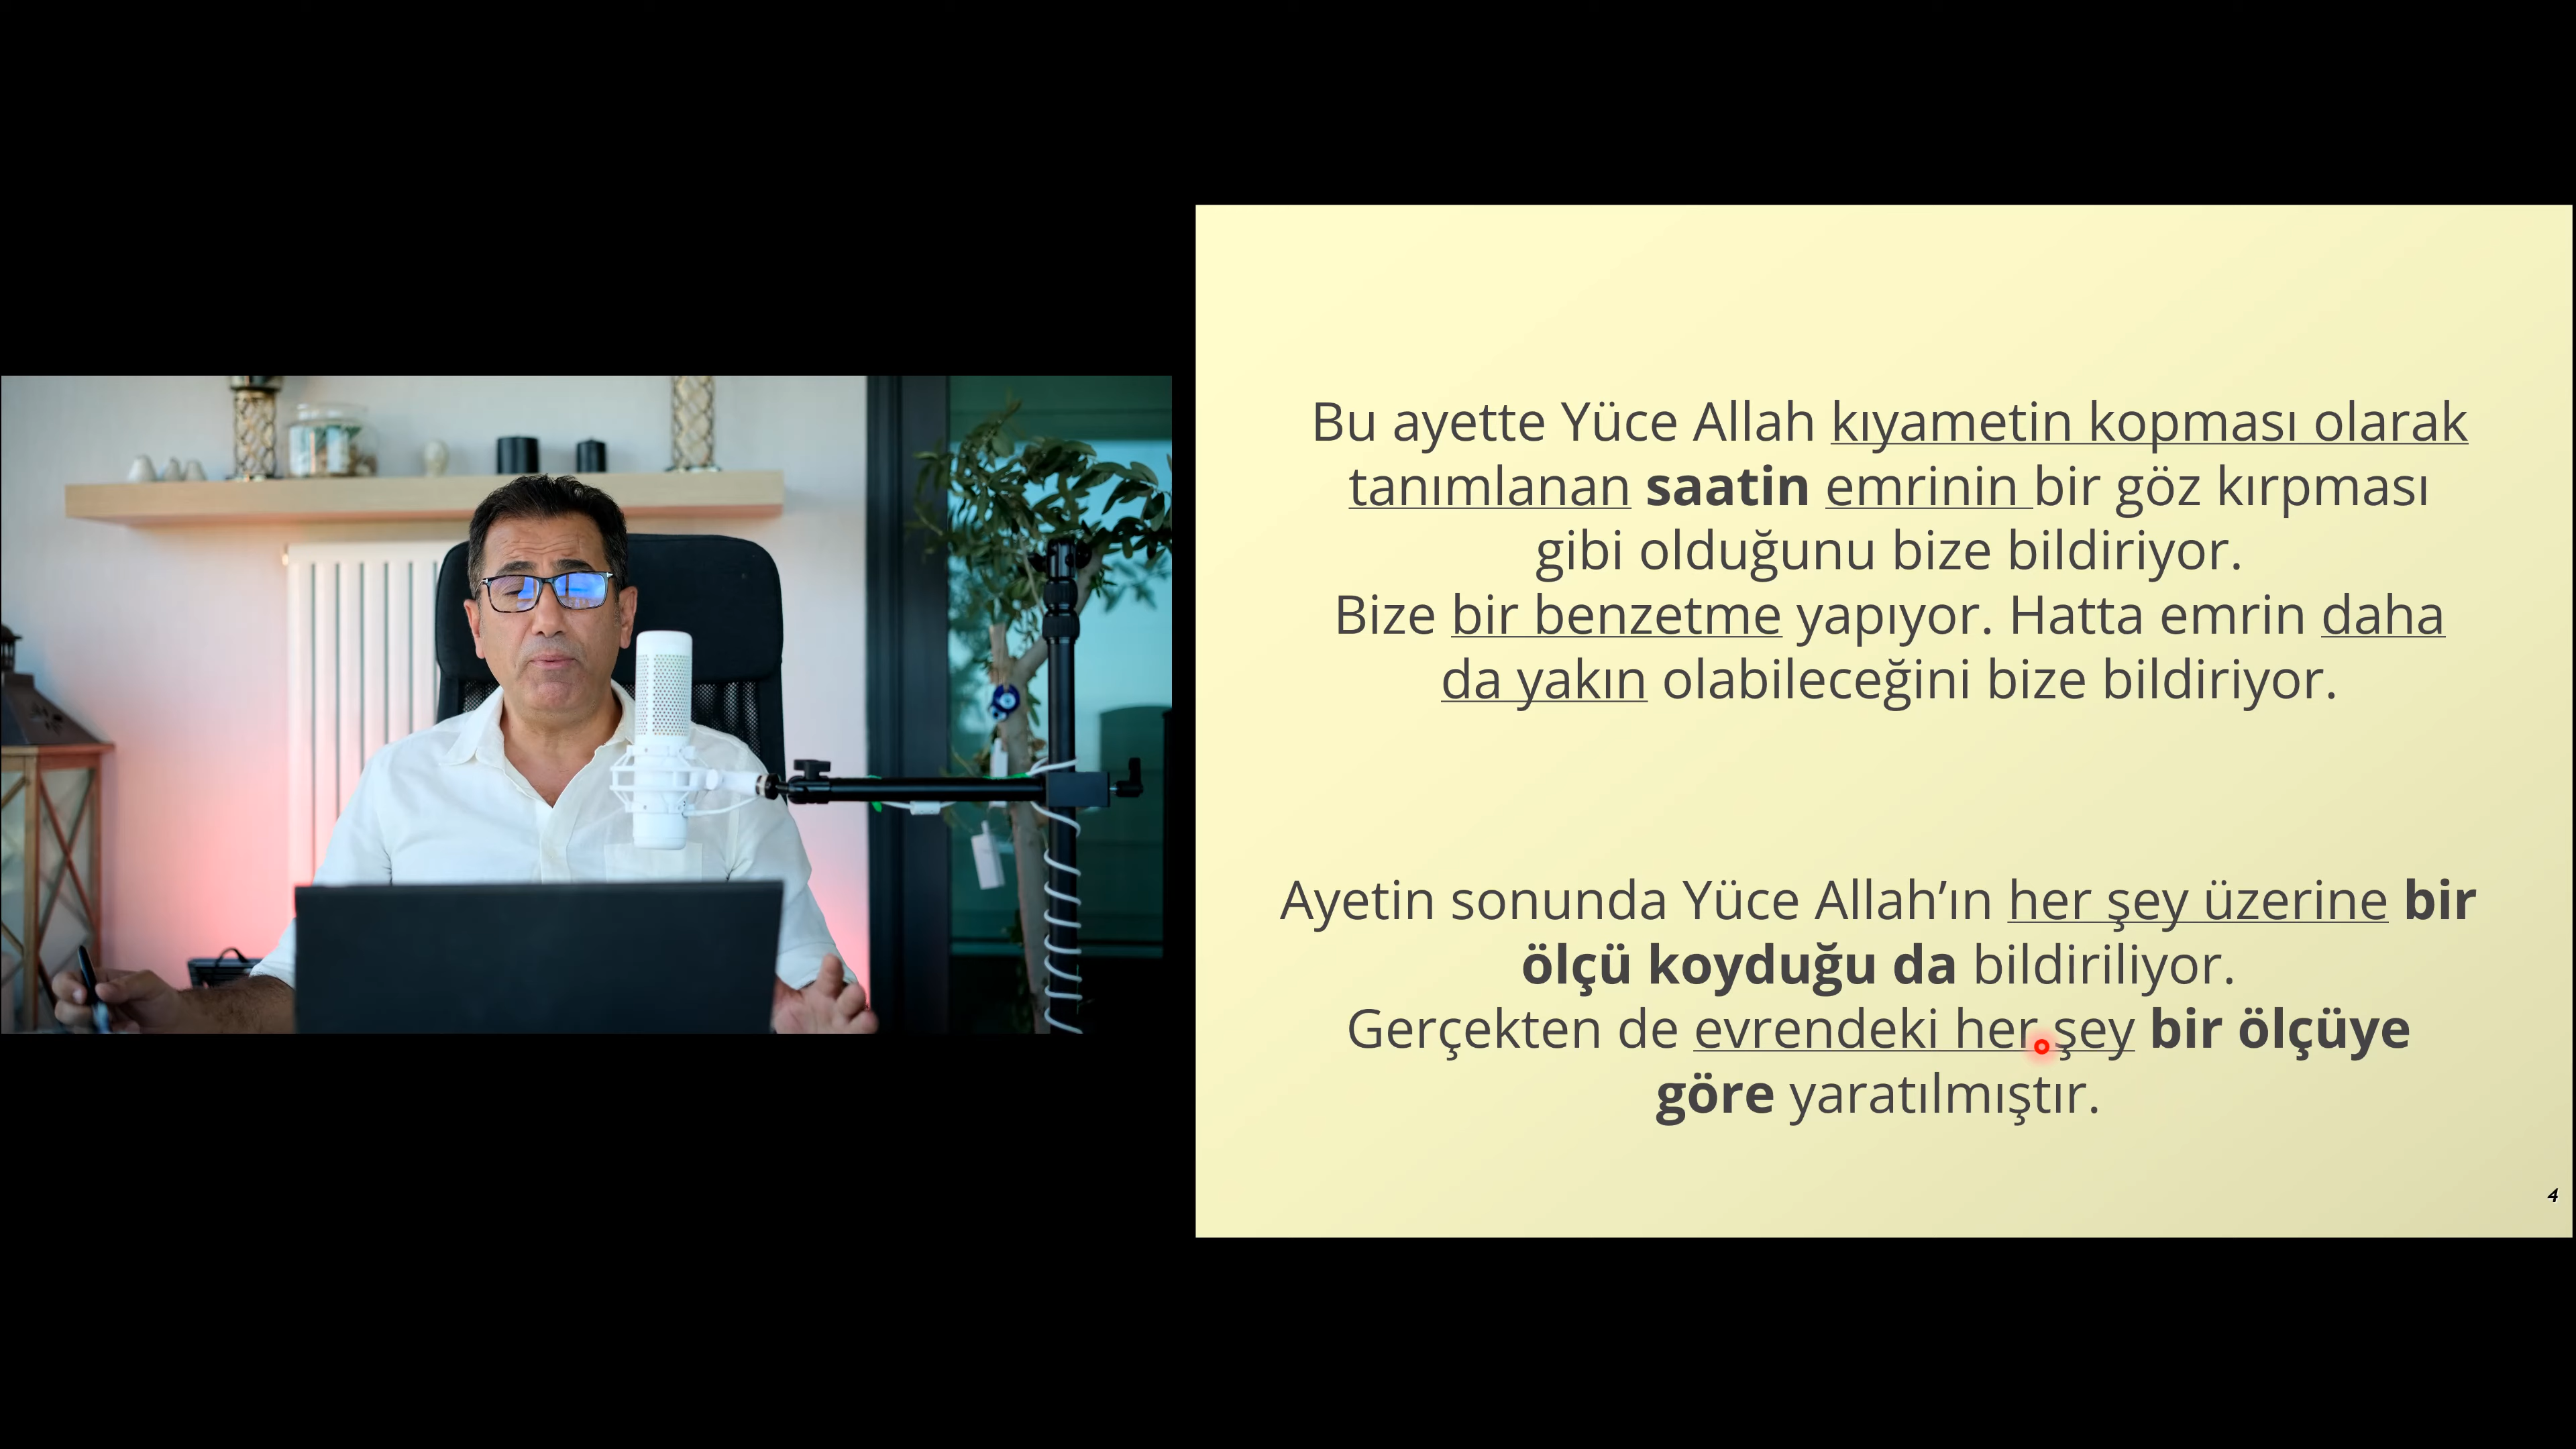 Bu ayette Yüce Allah kıyametin kopması olarak
tanımlanan saatin emrinin bir göz kırpması
gibi olduğunu bize bildiriyor.
Bize bir benzetme yapıyor. Hatta emrin daha
da yakın olabileceğini bize bildiriyor.
Ayetin sonunda Yüce Allah’ın her şey üzerine bir
ölçü koyduğu da bildiriliyor.
Gerçekten de evrendeki her şey bir ölçüye
göre yaratılmıştır.
4